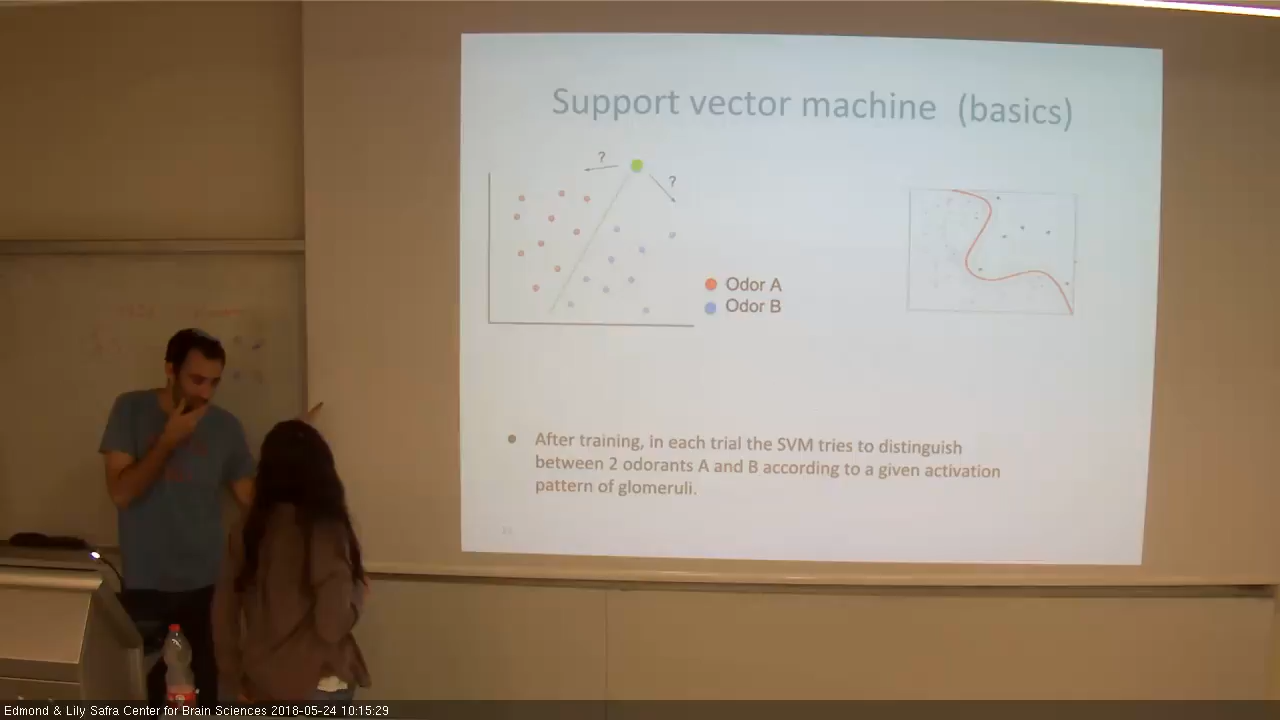 Support vector machine (basics)
?
?
Odor A
Odor B
After training, in each trial the SVM tries to distinguish
between 2 odorants A and B according to a given activation
pattern of glomeruli.
Edmond & Lily Safra Center for Brain Sciences 2018-05-24 10:15:29